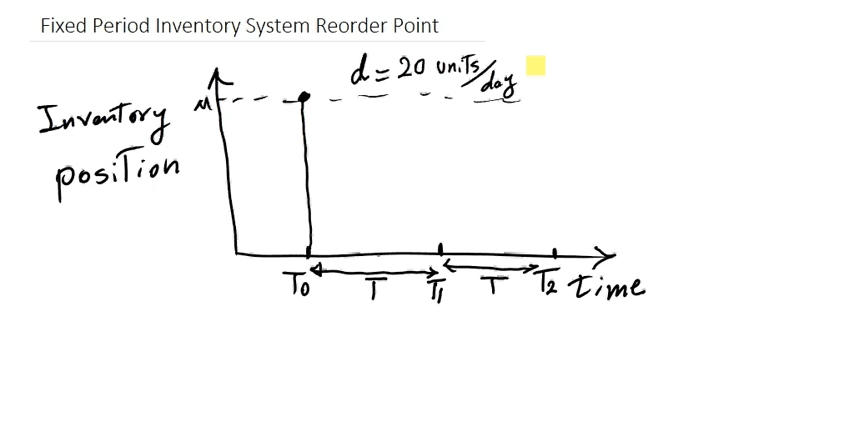 Fixed Period Inventory System Reorder Point
d = 20 units/day
M
Inventory
position
T0 T T1 T T2 time